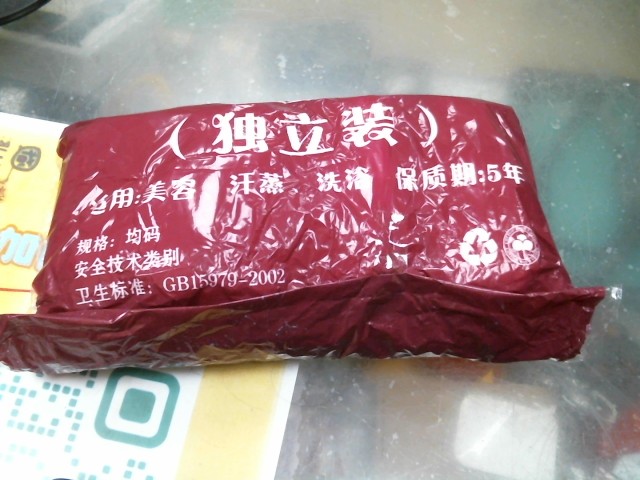 （独立装）
适用:美容 汗蒸 洗浴 保质期:5年
规格：均码
安全技术类别
卫生标准：GB15979-2002